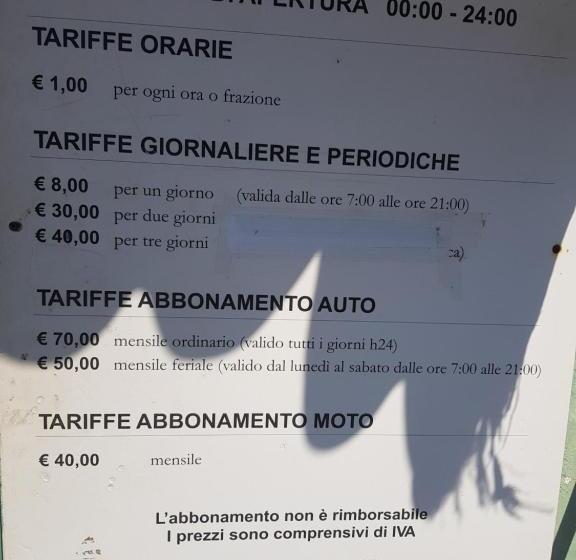 APERTURA 00:00 - 24:00
TARIFFE ORARIE
€ 1,00 per ogni ora o frazione
TARIFFE GIORNALIERE E PERIODICHE
€ 8,00 per un giorno (valida dalle ore 7:00 alle ore 21:00)
€ 30,00 per due giorni
€ 40,00 per tre giorni
TARIFFE ABBONAMENTO AUTO
€ 70,00 mensile ordinario (valido tutti i giorni h24)
€ 50,00 mensile feriale (valido dal lunedì al sabato dalle ore 7:00 alle 21:00)
TARIFFE ABBONAMENTO MOTO
€ 40,00 mensile
L'abbonamento non è rimborsabile
I prezzi sono comprensivi di IVA